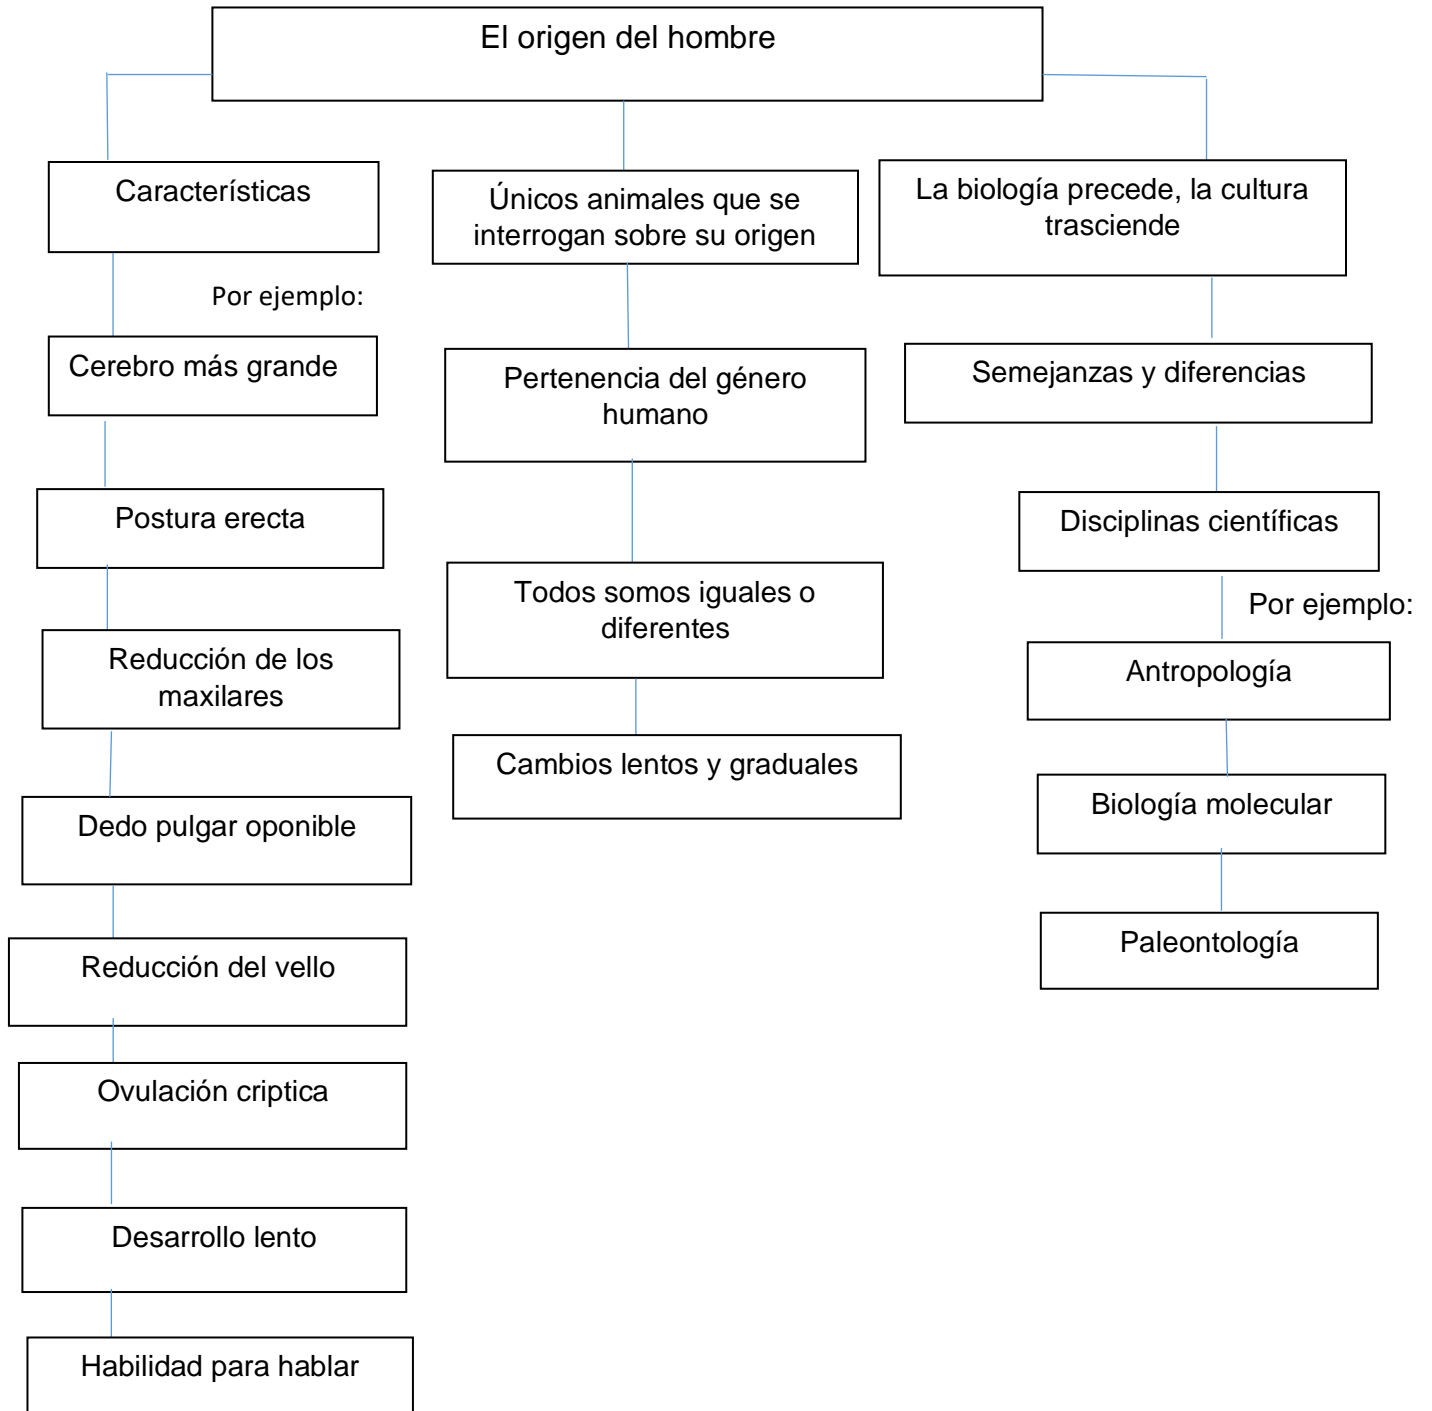 El origen del hombre
Características
Por ejemplo:
Cerebro más grande
Postura erecta
Reducción de los
maxilares
Dedo pulgar oponible
Reducción del vello
Ovulación criptica
Desarrollo lento
Habilidad para hablar
Únicos animales que se
interrogan sobre su origen
Pertenencia del género
humano
Todos somos iguales o
diferentes
Cambios lentos y graduales
La biología precede, la cultura
trasciende
Semejanzas y diferencias
Disciplinas científicas
Por ejemplo:
Antropología
Biología molecular
Paleontología